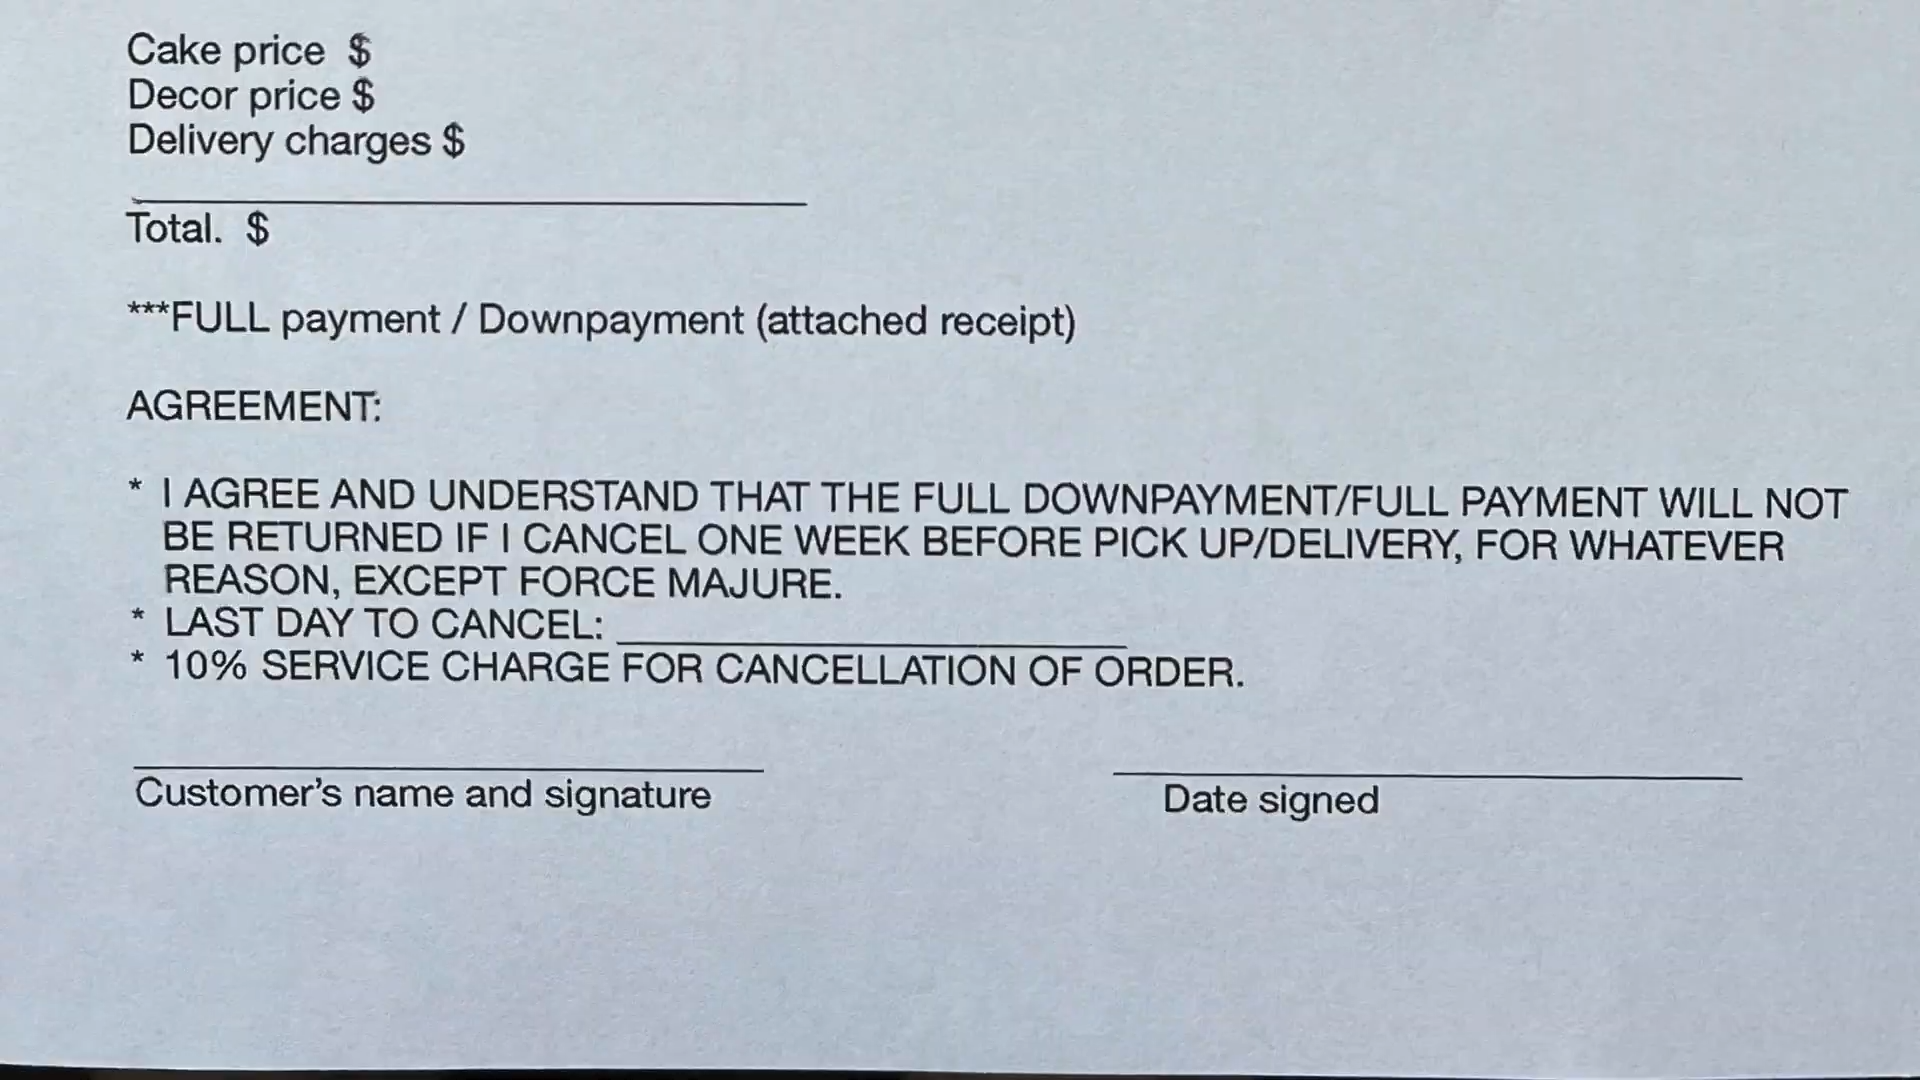 Cake price $
Decor price $
Delivery charges $
Total. $
***FULL payment / Downpayment (attached receipt)
AGREEMENT:
* I AGREE AND UNDERSTAND THAT THE FULL DOWNPAYMENT/FULL PAYMENT WILL NOT
BE RETURNED IF I CANCEL ONE WEEK BEFORE PICK UP/DELIVERY, FOR WHATEVER
REASON, EXCEPT FORCE MAJURE.
* LAST DAY TO CANCEL:
* 10% SERVICE CHARGE FOR CANCELLATION OF ORDER.
Customer's name and signature
Date signed